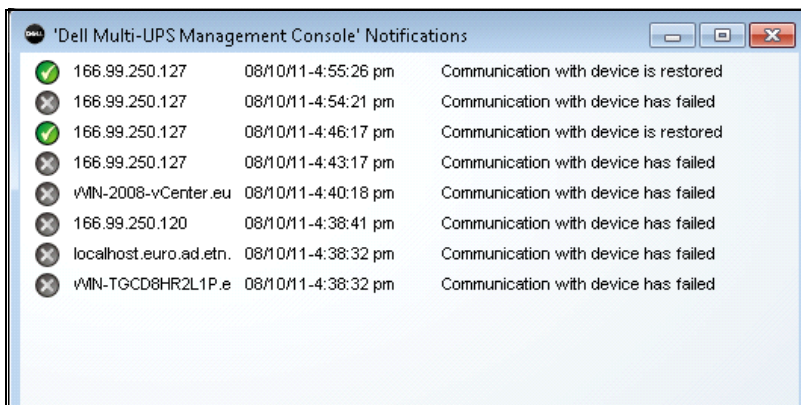 'Dell Multi-UPS Management Console' Notifications
166.99.250.127 08/10/11-4:55:26 pm Communication with device is restored
166.99.250.127 08/10/11-4:54:21 pm Communication with device has failed
166.99.250.127 08/10/11-4:46:17 pm Communication with device is restored
166.99.250.127 08/10/11-4:43:17 pm Communication with device has failed
WIN-2008-vCenter.eu 08/10/11-4:40:18 pm Communication with device has failed
166.99.250.120 08/10/11-4:38:41 pm Communication with device has failed
localhost.euro.ad.etn. 08/10/11-4:38:32 pm Communication with device has failed
WIN-TGCD8HR2L1P.e 08/10/11-4:38:32 pm Communication with device has failed